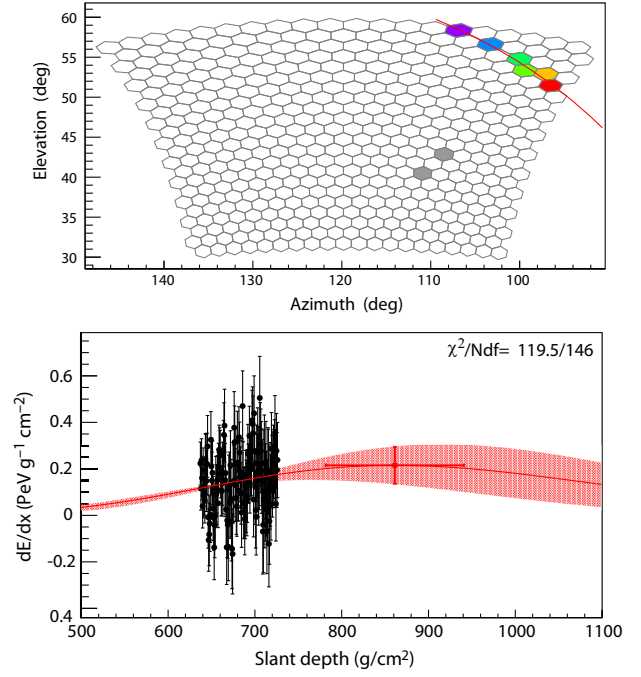 60
55
50
45
40
35
30
Elevation (deg)
140 130 120 110 100
Azimuth (deg)
χ²/Ndf= 119.5/146
0.6
0.4
0.2
0
-0.2
0.4
dE/dx (PeV g⁻¹ cm⁻²)
500 600 700 800 900 1000 1100
Slant depth (g/cm²)